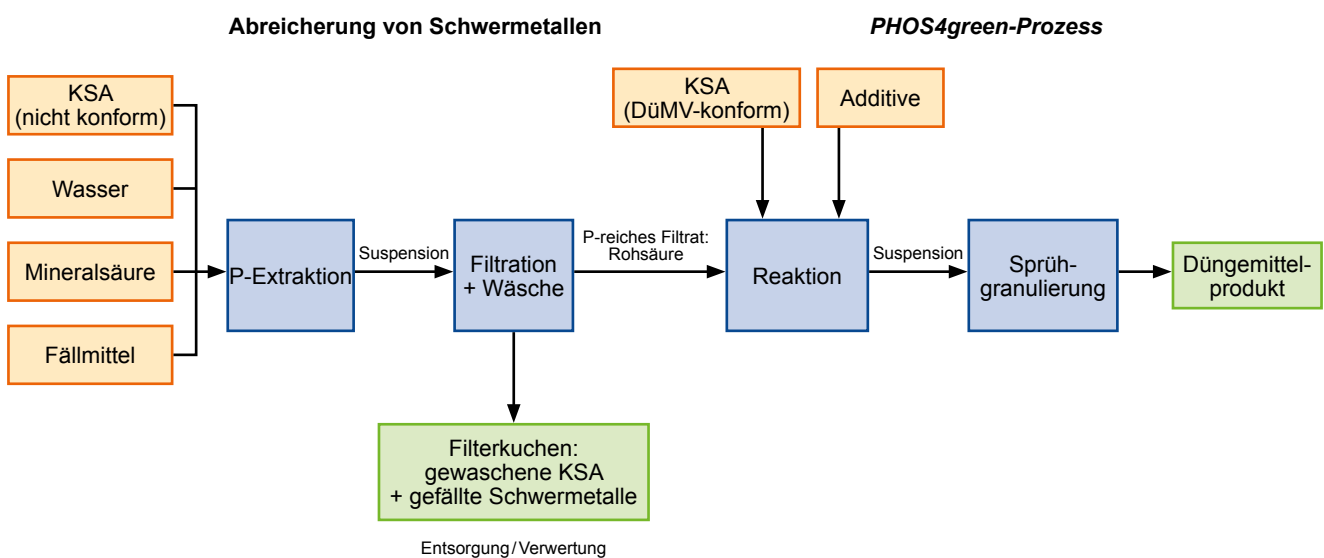 Abreicherung von Schwermetallen
PHOS4green-Prozess
KSA
(nicht konform)
Wasser
Mineralsäure
Fällmittel
P-Extraktion
Suspension
Filtration
+ Wäsche
P-reiches Filtrat:
Rohsäure
KSA
(DüMV-konform)
Additive
Reaktion
Suspension
Sprüh-
granulierung
Düngemittel-
produkt
Filterkuchen:
gewaschene KSA
+ gefällte Schwermetalle
Entsorgung/Verwertung